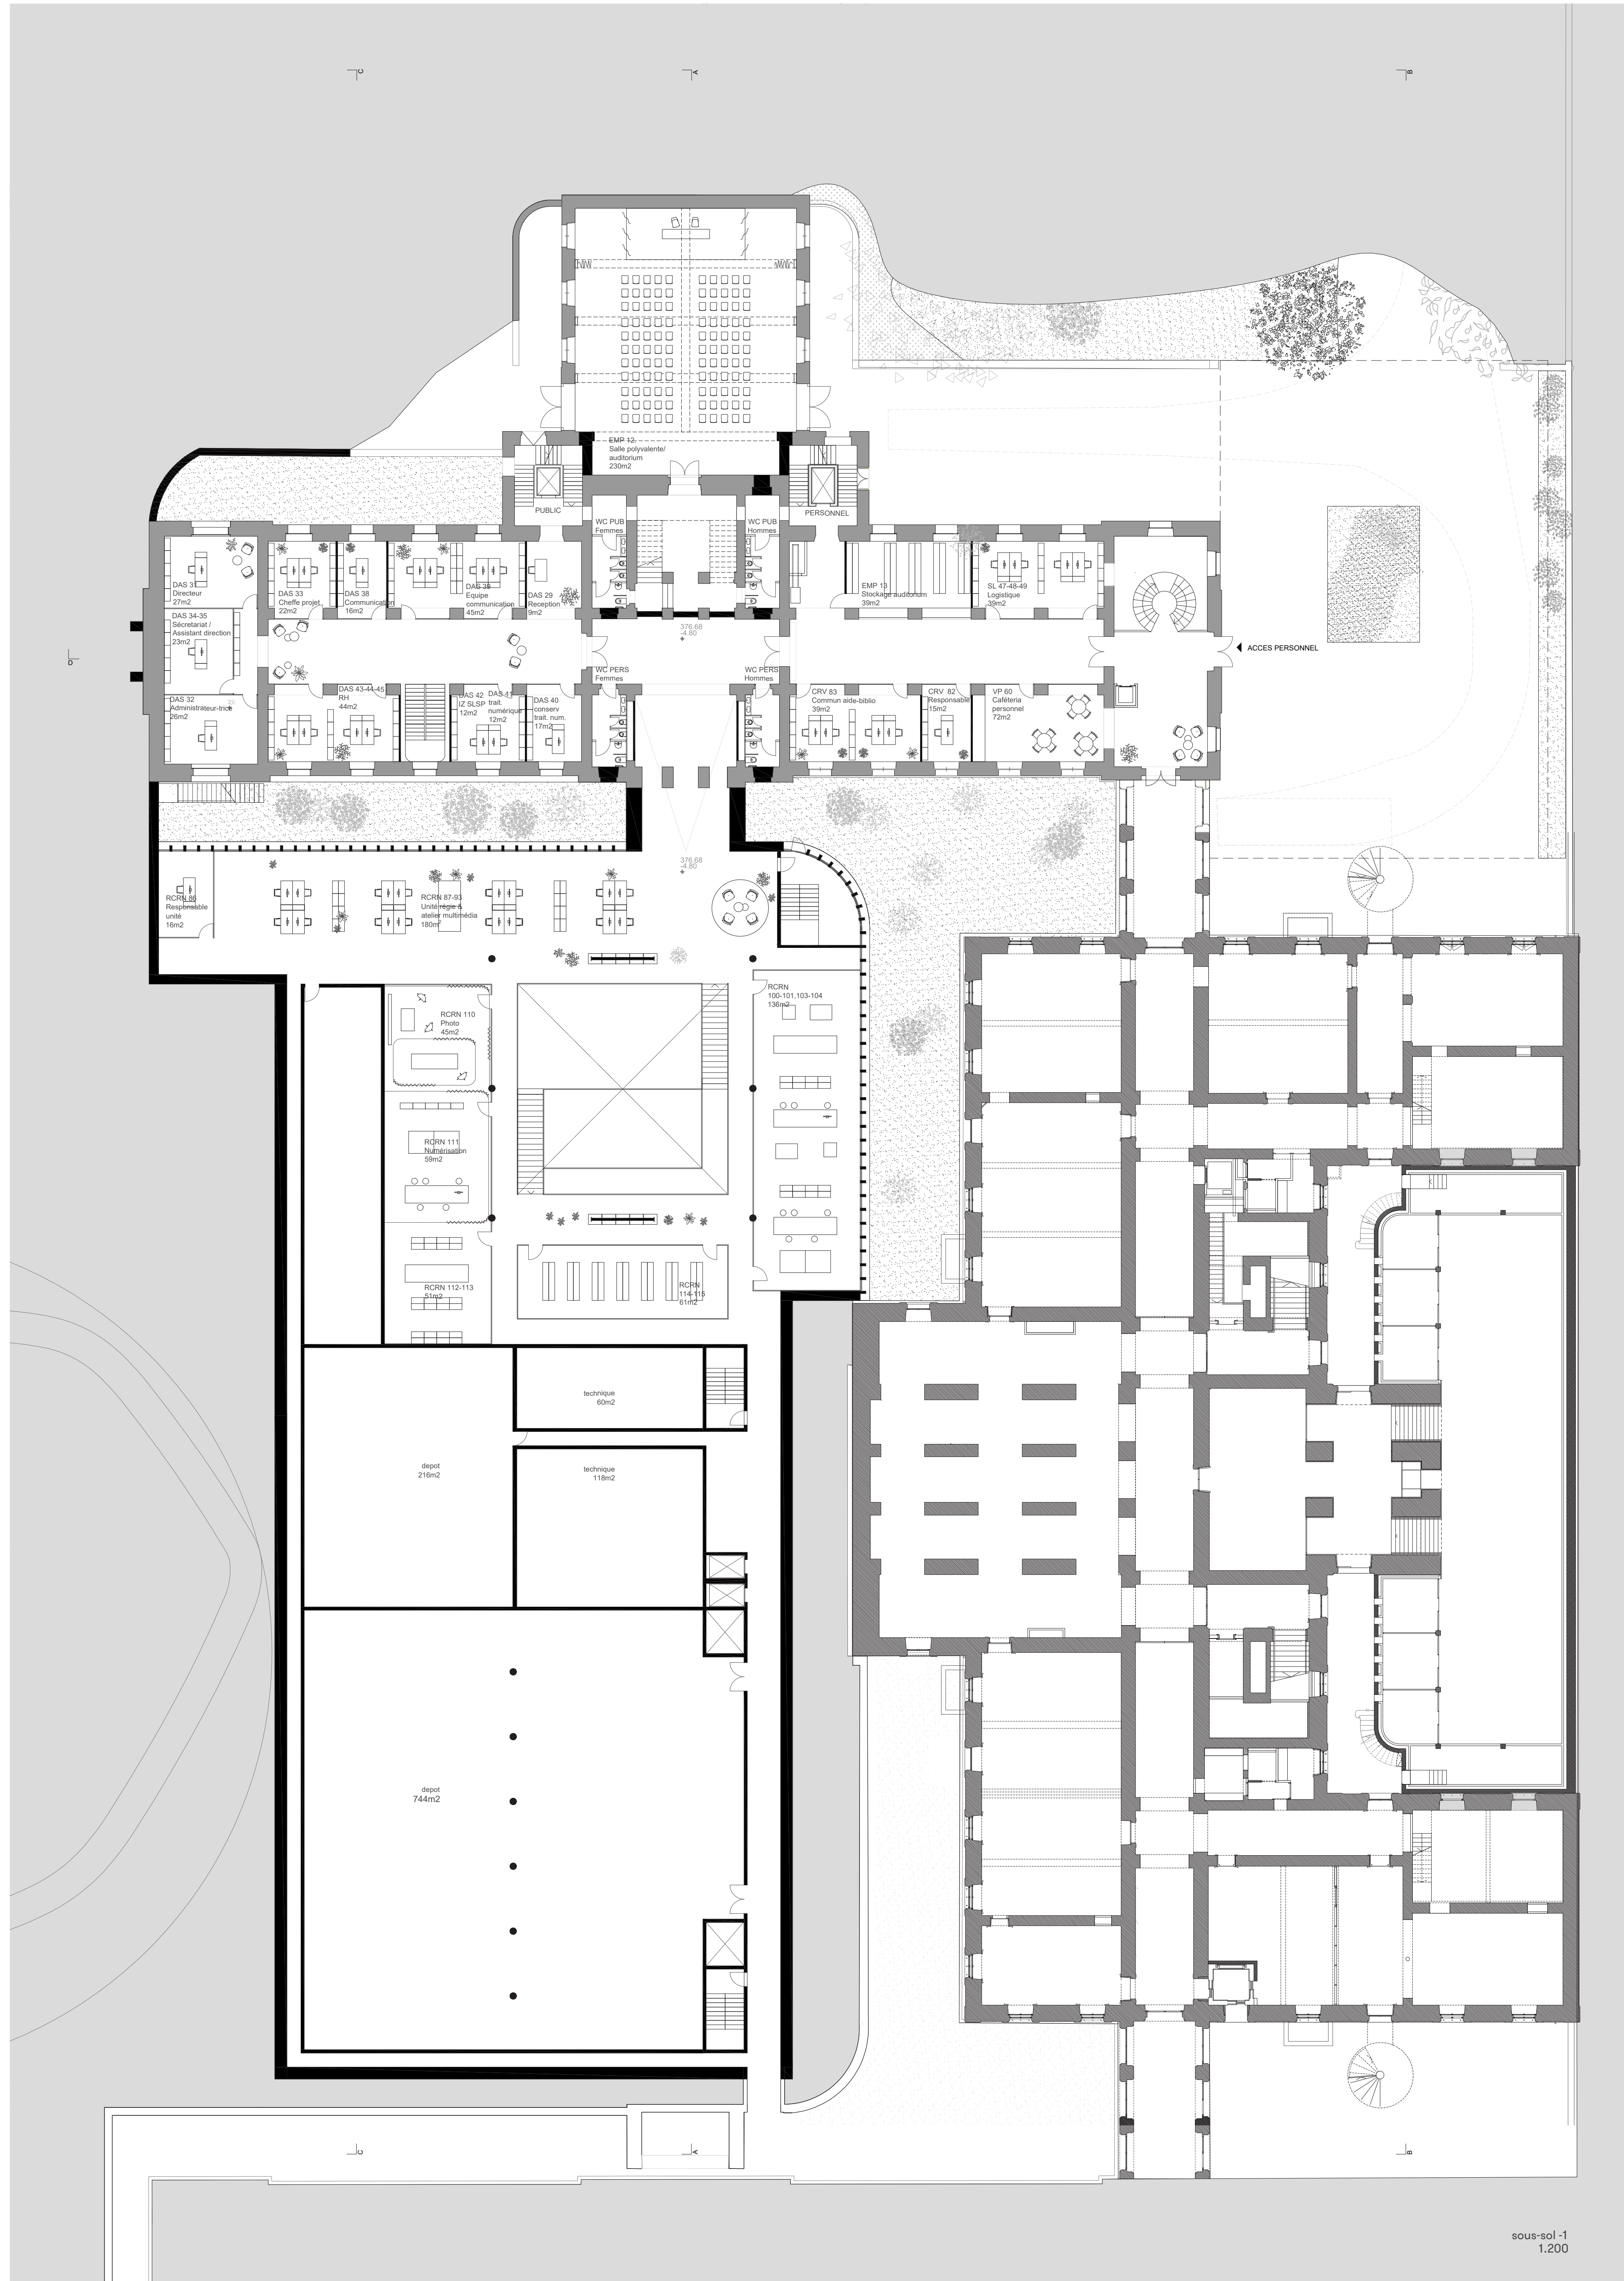 C
A
B
EMP 12
Salle polyvalente/
auditorium
230m2
PUBLIC
PERSONNEL
WC PUB
Femmes
WC PUB
Hommes
DAS 31
Directeur
27m2
DAS 33
Cheffe projet
22m2
DAS 38
Communication
16m2
DAS 39
Equipe
communication
45m2
DAS 29
Reception
9m2
EMP 13
Stockage auditorium
39m2
SL 47-48-49
Logistique
39m2
DAS 34-35
Sécretariat /
Assistant direction
23m2
376.68
-4.80
D
ACCES PERSONNEL
WC PERS
Femmes
WC PERS
Hommes
DAS 32
Administrateur-trice
26m2
DAS 43-44-45
RH
44m2
DAS 42
IZ SLSP
12m2
DAS 41
trait.
numérique
12m2
DAS 40
conserv
trait. num.
17m2
CRV 83
Commun aide-biblio
39m2
CRV 82
Responsable
15m2
VP 60
Caféteria
personnel
72m2
376.68
-4.80
RCRN 86
Responsable
unité
16m2
RCRN 87-93
Unité régie &
atelier multimédia
180m²
RCRN
100-101,103-104
136m2
RCRN 110
Photo
45m2
RCRN 111
Numérisation
59m2
RCRN 112-113
51m2
RCRN
114-115
61m2
technique
60m2
depot
216m2
technique
118m2
depot
744m2
C
A
B
sous-sol -1
1.200